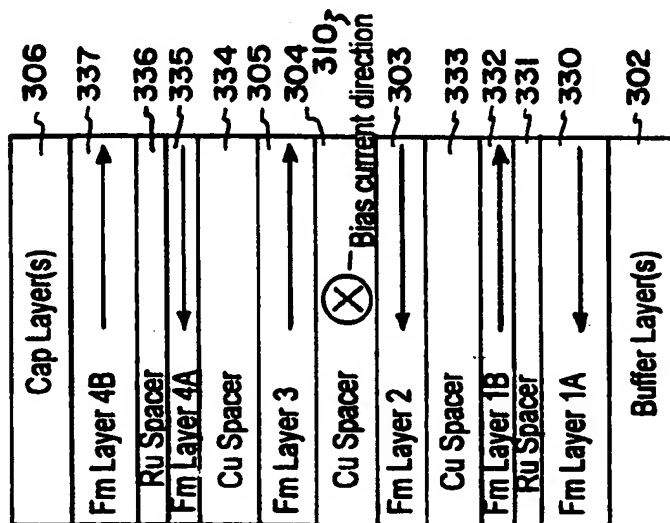 Cap Layer(s) 306
Fm Layer 4B 337
Ru Spacer 336
Fm Layer 4A 335
Cu Spacer 334
305
Fm Layer 3 304
Cu Spacer Bias current direction 310
Fm Layer 2 303
Cu Spacer 333
Fm Layer 1B 332
Ru Spacer 331
Fm Layer 1A 330
Buffer Layer(s) 302